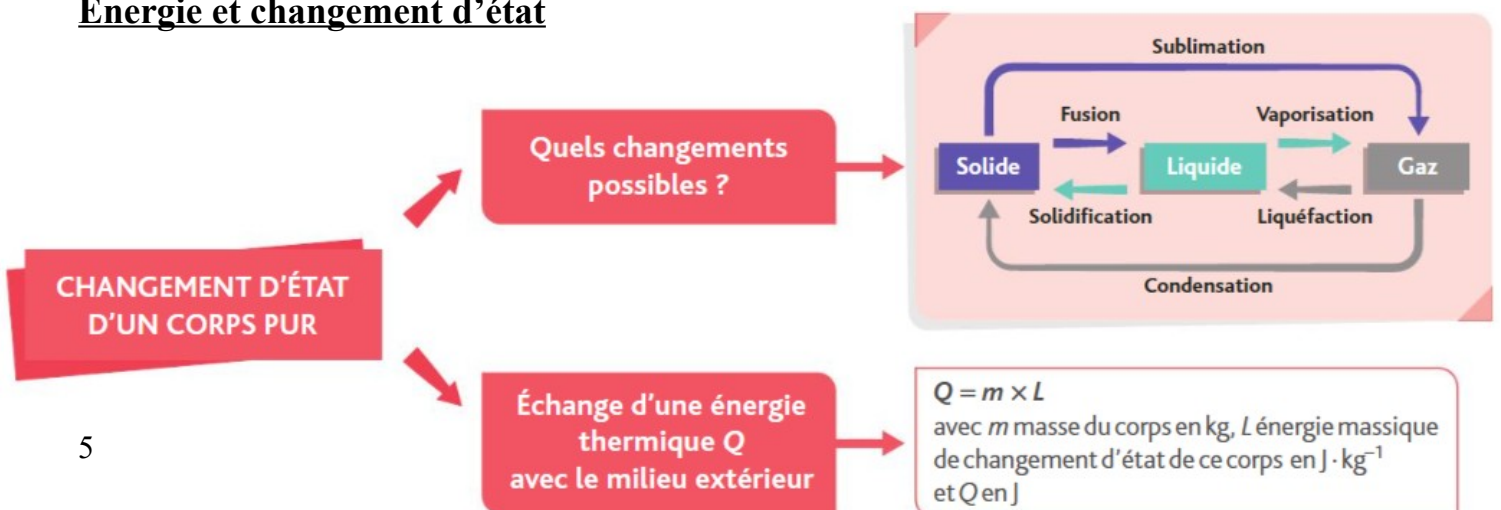 Energie et changement d'état
CHANGEMENT D'ÉTAT
D'UN CORPS PUR
Quels changements
possibles ?
Sublimation
Fusion
Vaporisation
Solide
Liquide
Gaz
Solidification
Liquéfaction
Condensation
Échange d'une énergie
thermique Q
avec le milieu extérieur
Q = m × L
avec m masse du corps en kg, L énergie massique
de changement d'état de ce corps en J · kg⁻¹
et Q en J
5